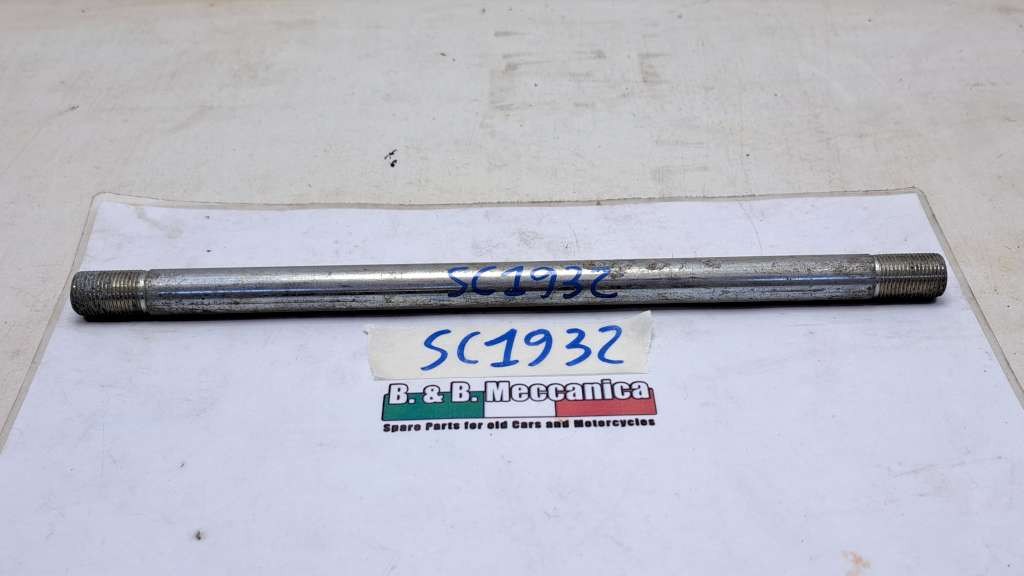 SC1932
SC1932
B. & B. Meccanica
Spare Parts for old Cars and Motorcycles